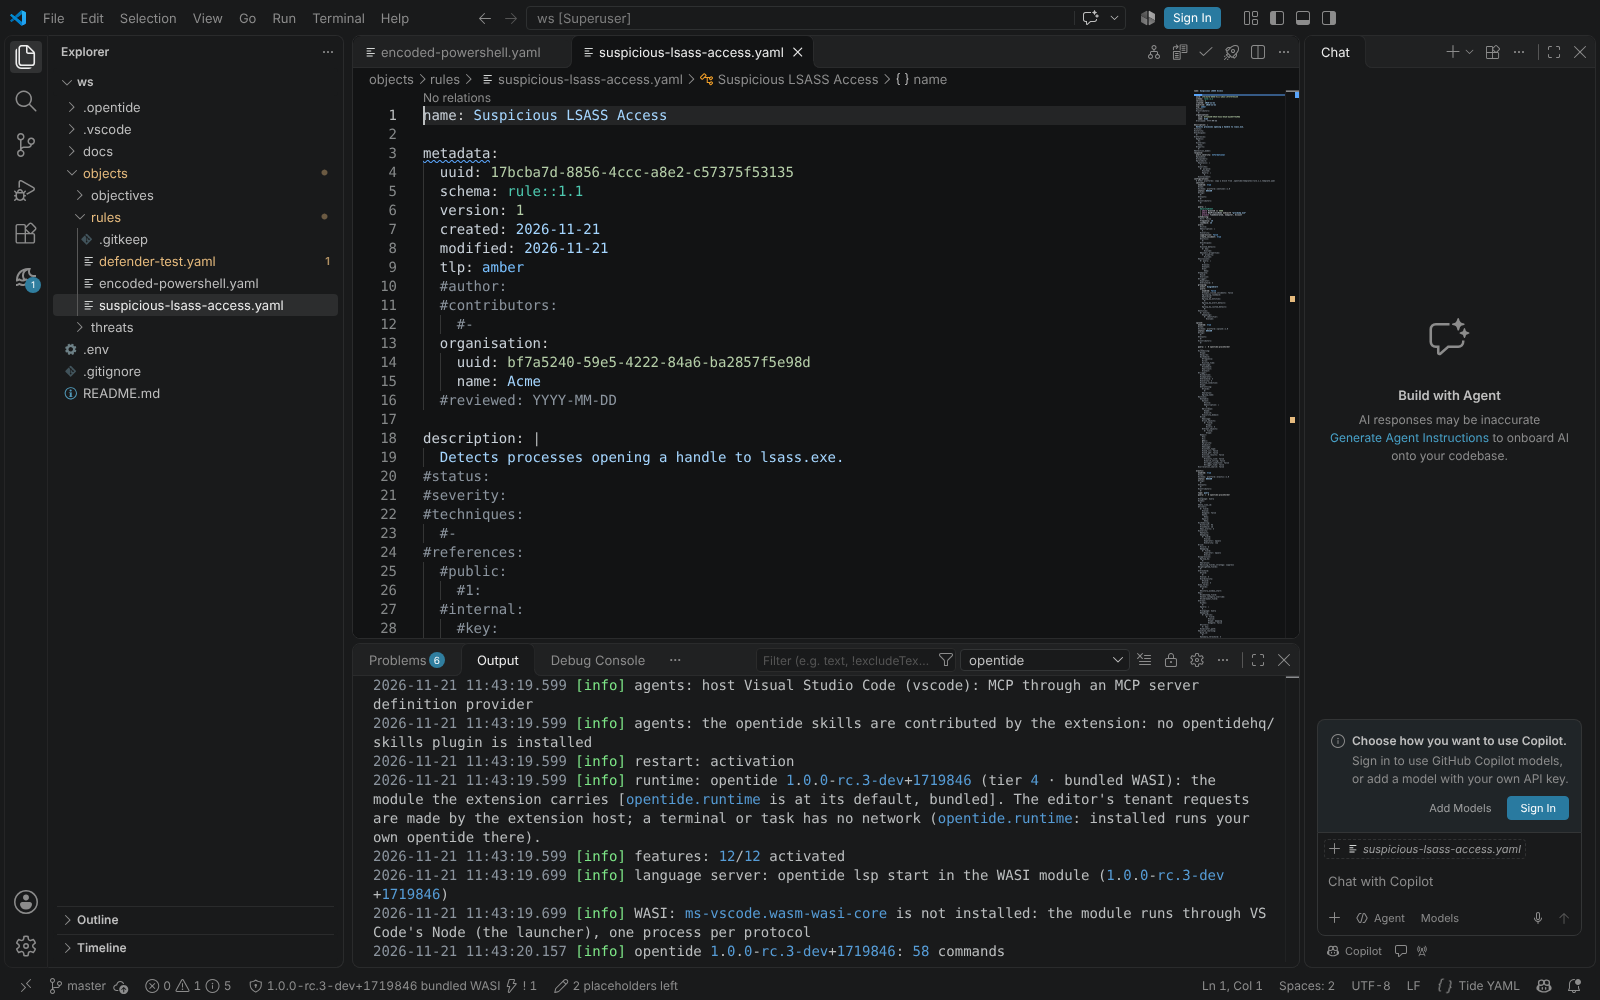 File Edit Selection View Go Run Terminal Help
ws [Superuser]
Sign In
Explorer
ws
.opentide
.vscode
docs
objects
objectives
rules
.gitkeep
defender-test.yaml 1
encoded-powershell.yaml
suspicious-lsass-access.yaml
threats
.env
.gitignore
README.md
Outline
Timeline
1
encoded-powershell.yaml
suspicious-lsass-access.yaml
objects > rules > suspicious-lsass-access.yaml > Suspicious LSASS Access > { } name
No relations
1 name: Suspicious LSASS Access
2
3 metadata:
4 uuid: 17bcba7d-8856-4ccc-a8e2-c57375f53135
5 schema: rule::1.1
6 version: 1
7 created: 2026-11-21
8 modified: 2026-11-21
9 tlp: amber
10 #author:
11 #contributors:
12 #-
13 organisation:
14 uuid: bf7a5240-59e5-4222-84a6-ba2857f5e98d
15 name: Acme
16 #reviewed: YYYY-MM-DD
17
18 description: |
19 Detects processes opening a handle to lsass.exe.
20 #status:
21 #severity:
22 #techniques:
23 #-
24 #references:
25 #public:
26 #1:
27 #internal:
28 #key:
Problems 6 Output Debug Console
Filter (e.g. text, !excludeTex...
opentide
2026-11-21 11:43:19.599 [info] agents: host Visual Studio Code (vscode): MCP through an MCP server
definition provider
2026-11-21 11:43:19.599 [info] agents: the opentide skills are contributed by the extension: no opentidehq/
skills plugin is installed
2026-11-21 11:43:19.599 [info] restart: activation
2026-11-21 11:43:19.599 [info] runtime: opentide 1.0.0-rc.3-dev+1719846 (tier 4 · bundled WASI): the
module the extension carries [opentide.runtime is at its default, bundled]. The editor's tenant requests
are made by the extension host; a terminal or task has no network (opentide.runtime: installed runs your
own opentide there).
2026-11-21 11:43:19.599 [info] features: 12/12 activated
2026-11-21 11:43:19.699 [info] language server: opentide lsp start in the WASI module (1.0.0-rc.3-dev
+1719846)
2026-11-21 11:43:19.699 [info] WASI: ms-vscode.wasm-wasi-core is not installed: the module runs through VS
Code's Node (the launcher), one process per protocol
2026-11-21 11:43:20.157 [info] opentide 1.0.0-rc.3-dev+1719846: 58 commands
Chat
Build with Agent
AI responses may be inaccurate
Generate Agent Instructions to onboard AI
onto your codebase.
Choose how you want to use Copilot.
Sign in to use GitHub Copilot models,
or add a model with your own API key.
Add Models Sign In
suspicious-lsass-access.yaml
Chat with Copilot
Agent Models
Copilot
master 0 1 5 1.0.0-rc.3-dev+1719846 bundled WASI ! 1 2 placeholders left
Ln 1, Col 1 Spaces: 2 UTF-8 LF { } Tide YAML